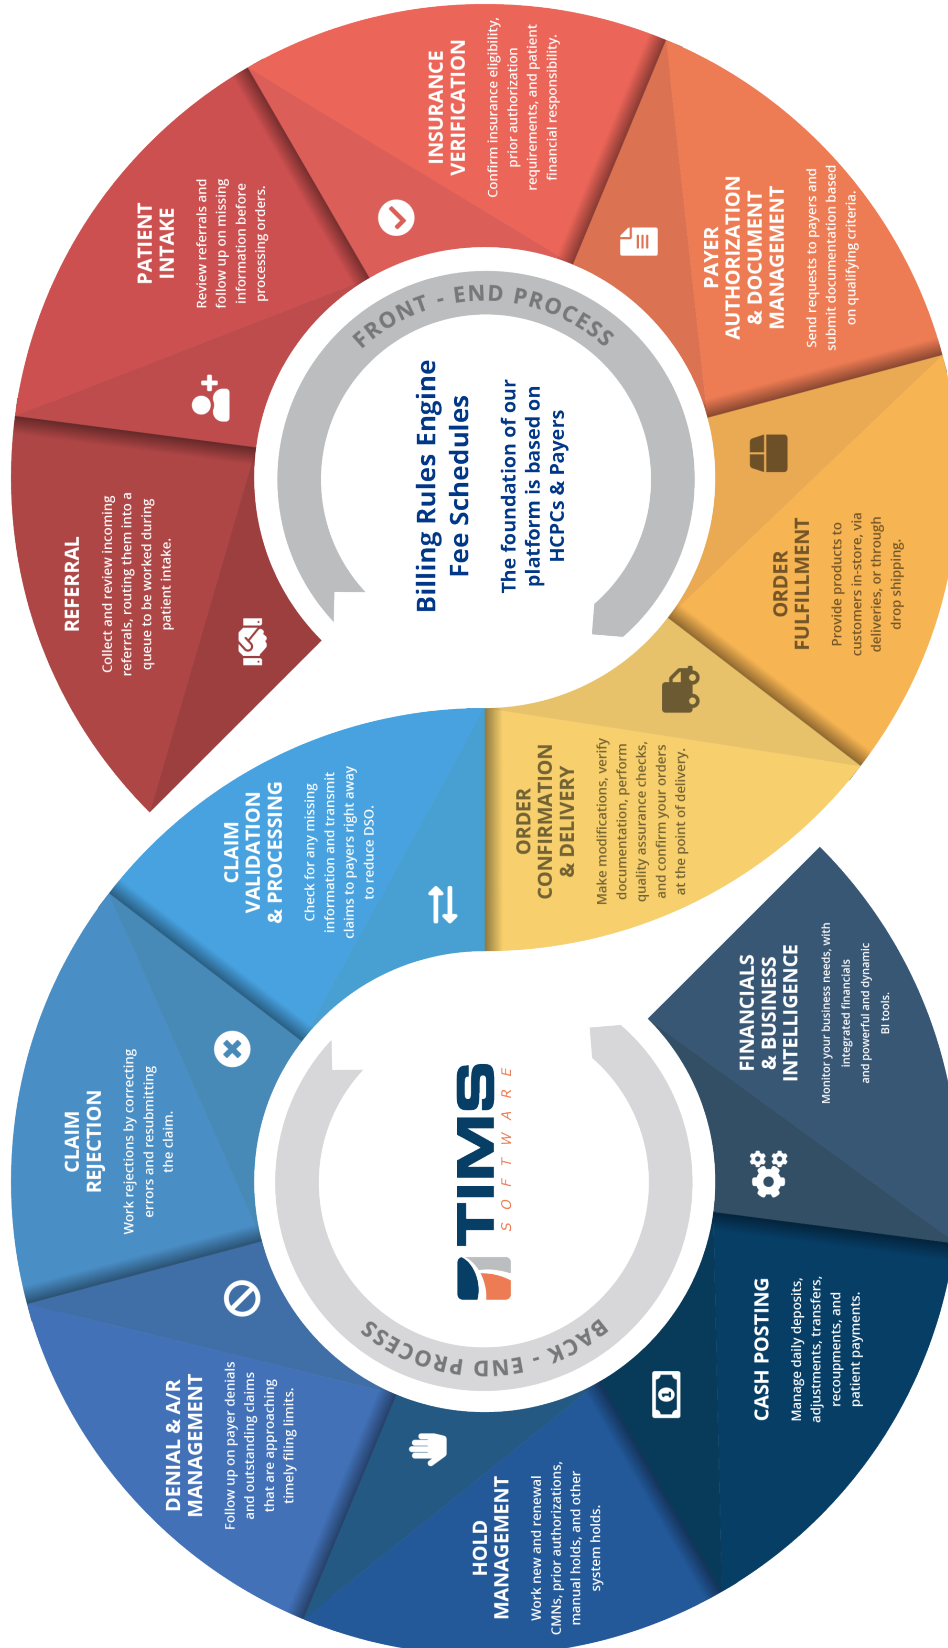 REFERRAL
Collect and review incoming
referrals, routing them into a
queue to be worked during
patient intake.
PATIENT
INTAKE
Review referrals and
follow up on missing
information before
processing orders.
INSURANCE
VERIFICATION
Confirm insurance eligibility,
prior authorization
requirements, and patient
financial responsibility.
PAYER
AUTHORIZATION
& DOCUMENT
MANAGEMENT
Send requests to payers and
submit documentation based
on qualifying criteria.
ORDER
FULFILLMENT
Provide products to
customers in-store, via
deliveries, or through
drop shipping.
ORDER
CONFIRMATION
& DELIVERY
Make modifications, verify
documentation, perform
quality assurance checks,
and confirm your orders
at the point of delivery.
FRONT - END PROCESS
Billing Rules Engine
Fee Schedules
The foundation of our
platform is based on
HCPCs & Payers
CLAIM
VALIDATION
& PROCESSING
Check for any missing
information and transmit
claims to payers right away
to reduce DSO.
CLAIM
REJECTION
Work rejections by correcting
errors and resubmitting
the claim.
DENIAL & A/R
MANAGEMENT
Follow up on payer denials
and outstanding claims
that are approaching
timely filing limits.
HOLD
MANAGEMENT
Work new and renewal
CMNs, prior authorizations,
manual holds, and other
system holds.
CASH POSTING
Manage daily deposits,
adjustments, transfers,
recoupments, and
patient payments.
FINANCIALS
& BUSINESS
INTELLIGENCE
Monitor your business needs, with
integrated financials
and powerful and dynamic
BI tools.
BACK - END PROCESS
TIMS
SOFTWARE
1